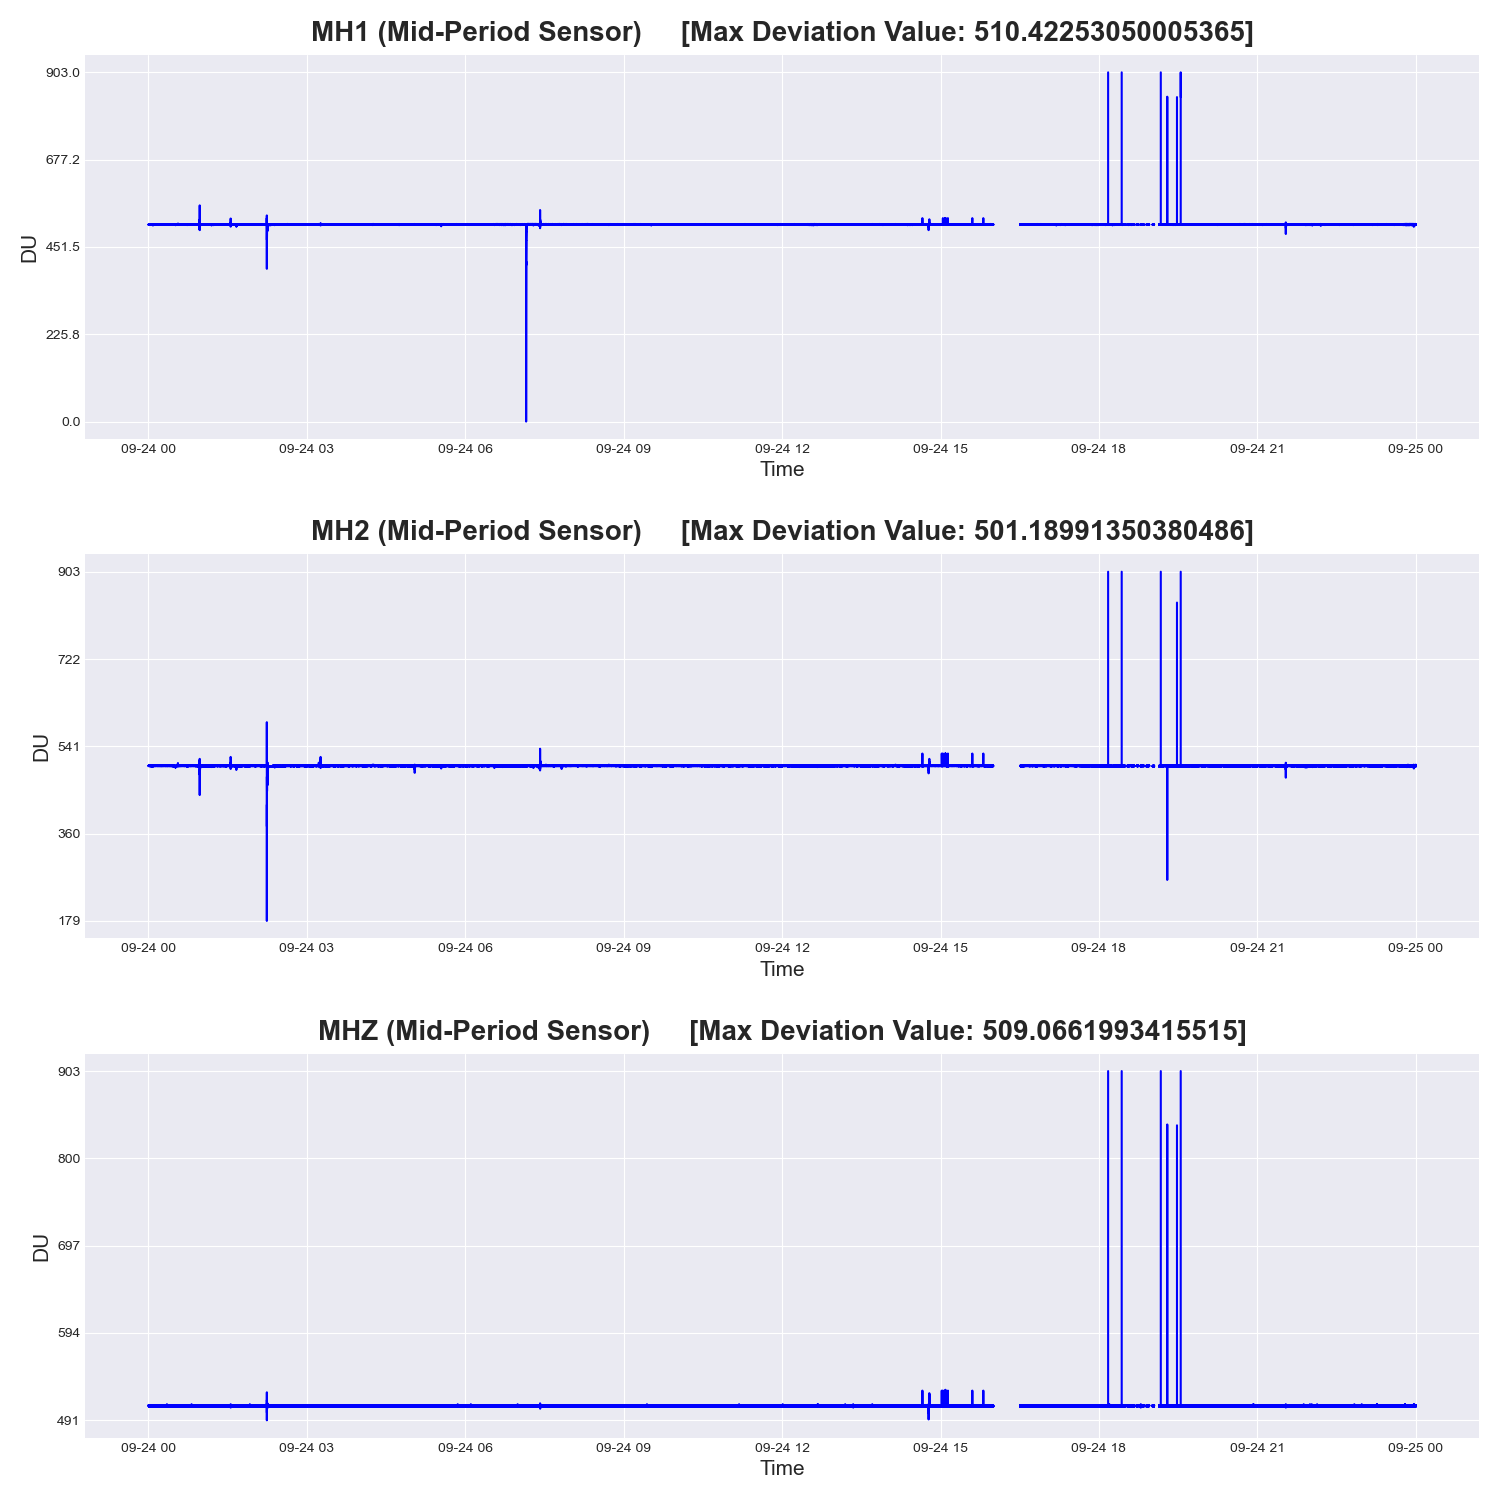 MH1 (Mid-Period Sensor) [Max Deviation Value: 510.42253050005365]
903.0
677.2
451.5
225.8
0.0
DU
09-24 00 09-24 03 09-24 06 09-24 09 09-24 12 09-24 15 09-24 18 09-24 21 09-25 00
Time
MH2 (Mid-Period Sensor) [Max Deviation Value: 501.18991350380486]
903
722
541
360
179
DU
09-24 00 09-24 03 09-24 06 09-24 09 09-24 12 09-24 15 09-24 18 09-24 21 09-25 00
Time
MHZ (Mid-Period Sensor) [Max Deviation Value: 509.0661993415515]
903
800
697
594
491
DU
09-24 00 09-24 03 09-24 06 09-24 09 09-24 12 09-24 15 09-24 18 09-24 21 09-25 00
Time